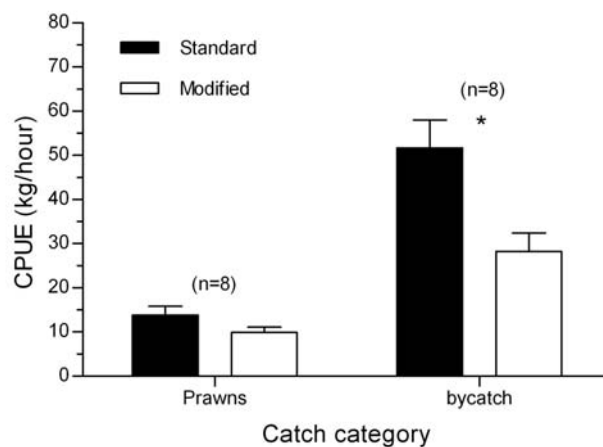 80
70
60
50
40
30
20
10
0
CPUE (kg/hour)
Standard
Modified
(n=8)
(n=8)
*
Prawns
bycatch
Catch category